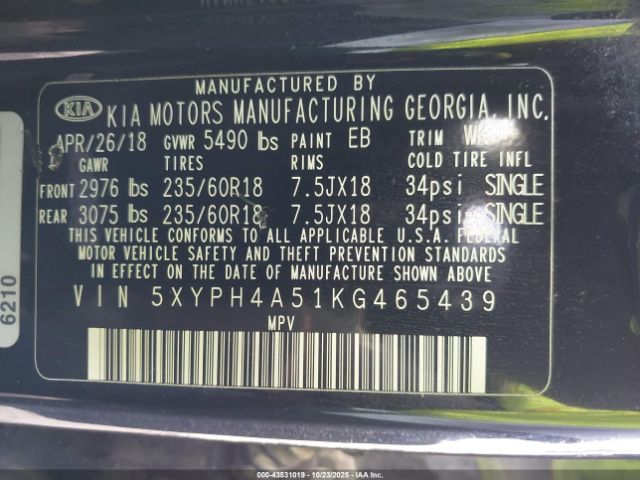 MANUFACTURED BY
KIA KIA MOTORS MANUFACTURING GEORGIA, INC.
APR/26/18 GVWR 5490 lbs PAINT EB TRIM
GAWR TIRES RIMS COLD TIRE INFL
FRONT 2976 lbs 235/60R18 7.5JX18 34psi SINGLE
REAR 3075 lbs 235/60R18 7.5JX18 34psi SINGLE
THIS VEHICLE CONFORMS TO ALL APPLICABLE U.S.A. FEDERAL
MOTOR VEHICLE SAFETY AND THEFT PREVENTION STANDARDS
IN EFFECT ON THE DATE OF MANUFACTURE SHOWN ABOVE.
VIN 5XYPH4A51KG465439
MPV
6210
000-43531019 - 10/23/2025 - IAAI